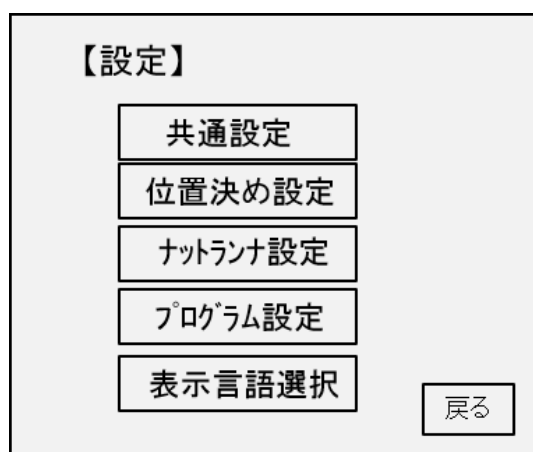 【設定】
共通設定
位置決め設定
ﾅｯﾄﾗﾝﾅ設定
ﾌﾟﾛｸﾞﾗﾑ設定
表示言語選択
戻る